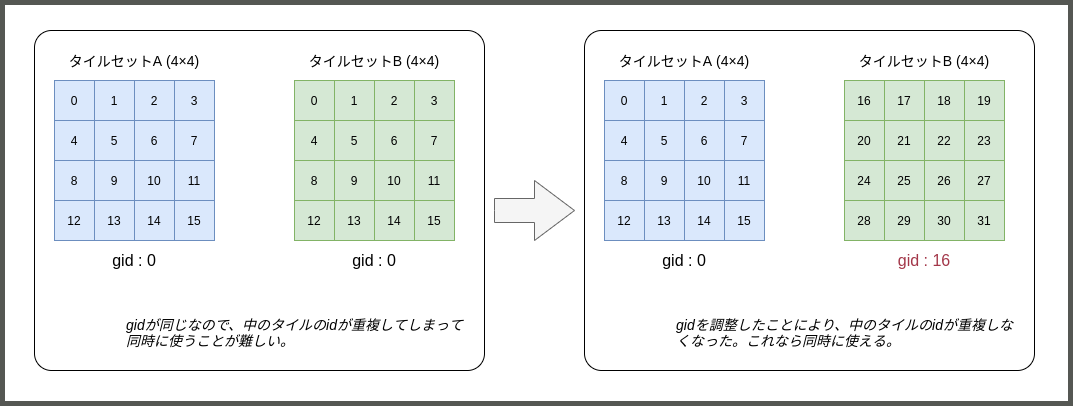 タイルセットA (4×4)
0 1 2 3
4 5 6 7
8 9 10 11
12 13 14 15
gid : 0
タイルセットB (4×4)
0 1 2 3
4 5 6 7
8 9 10 11
12 13 14 15
gid : 0
gidが同じなので、中のタイルのidが重複してしまって
同時に使うことが難しい。
タイルセットA (4×4)
0 1 2 3
4 5 6 7
8 9 10 11
12 13 14 15
gid : 0
タイルセットB (4×4)
16 17 18 19
20 21 22 23
24 25 26 27
28 29 30 31
gid : 16
gidを調整したことにより、中のタイルのidが重複しな
くなった。これなら同時に使える。